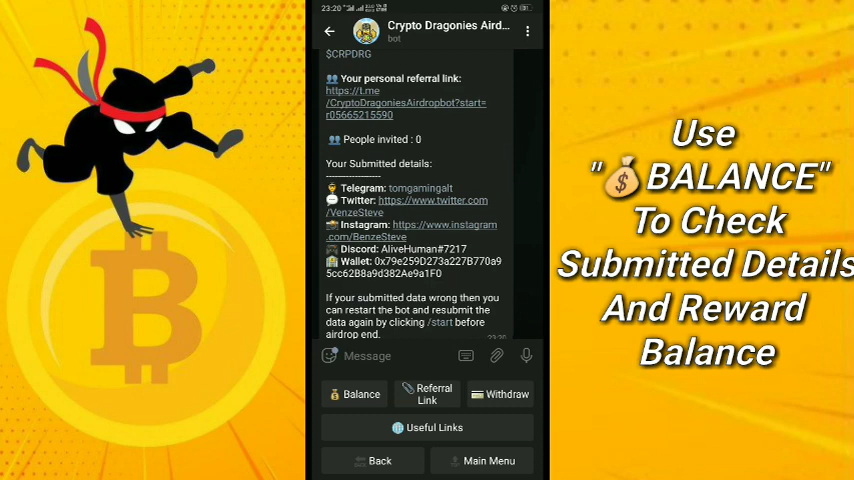 23:20
Crypto Dragonies Aird...
bot
$CRPDRG
👥 Your personal referral link:
https://t.me
/CryptoDragoniesAirdropbot?start=
r05665215590
👥 People invited : 0
Your Submitted details:
-------------------
Telegram: tomgamingalt
Twitter: https://www.twitter.com
/VenzeSteve
Instagram: https://www.instagram
.com/BenzeSteve
Discord: AliveHuman#7217
Wallet: 0x79e259D273a227B770a9
5cc62B8a9d382Ae9a1F0
If your submitted data wrong then you
can restart the bot and resubmit the
data again by clicking /start before
airdrop end.
23:20
Message
💰 Balance
📎 Referral
Link
💳 Withdraw
🌐 Useful Links
🔙 Back
🔝 Main Menu
Use
"💰BALANCE"
To Check
Submitted Details
And Reward
Balance